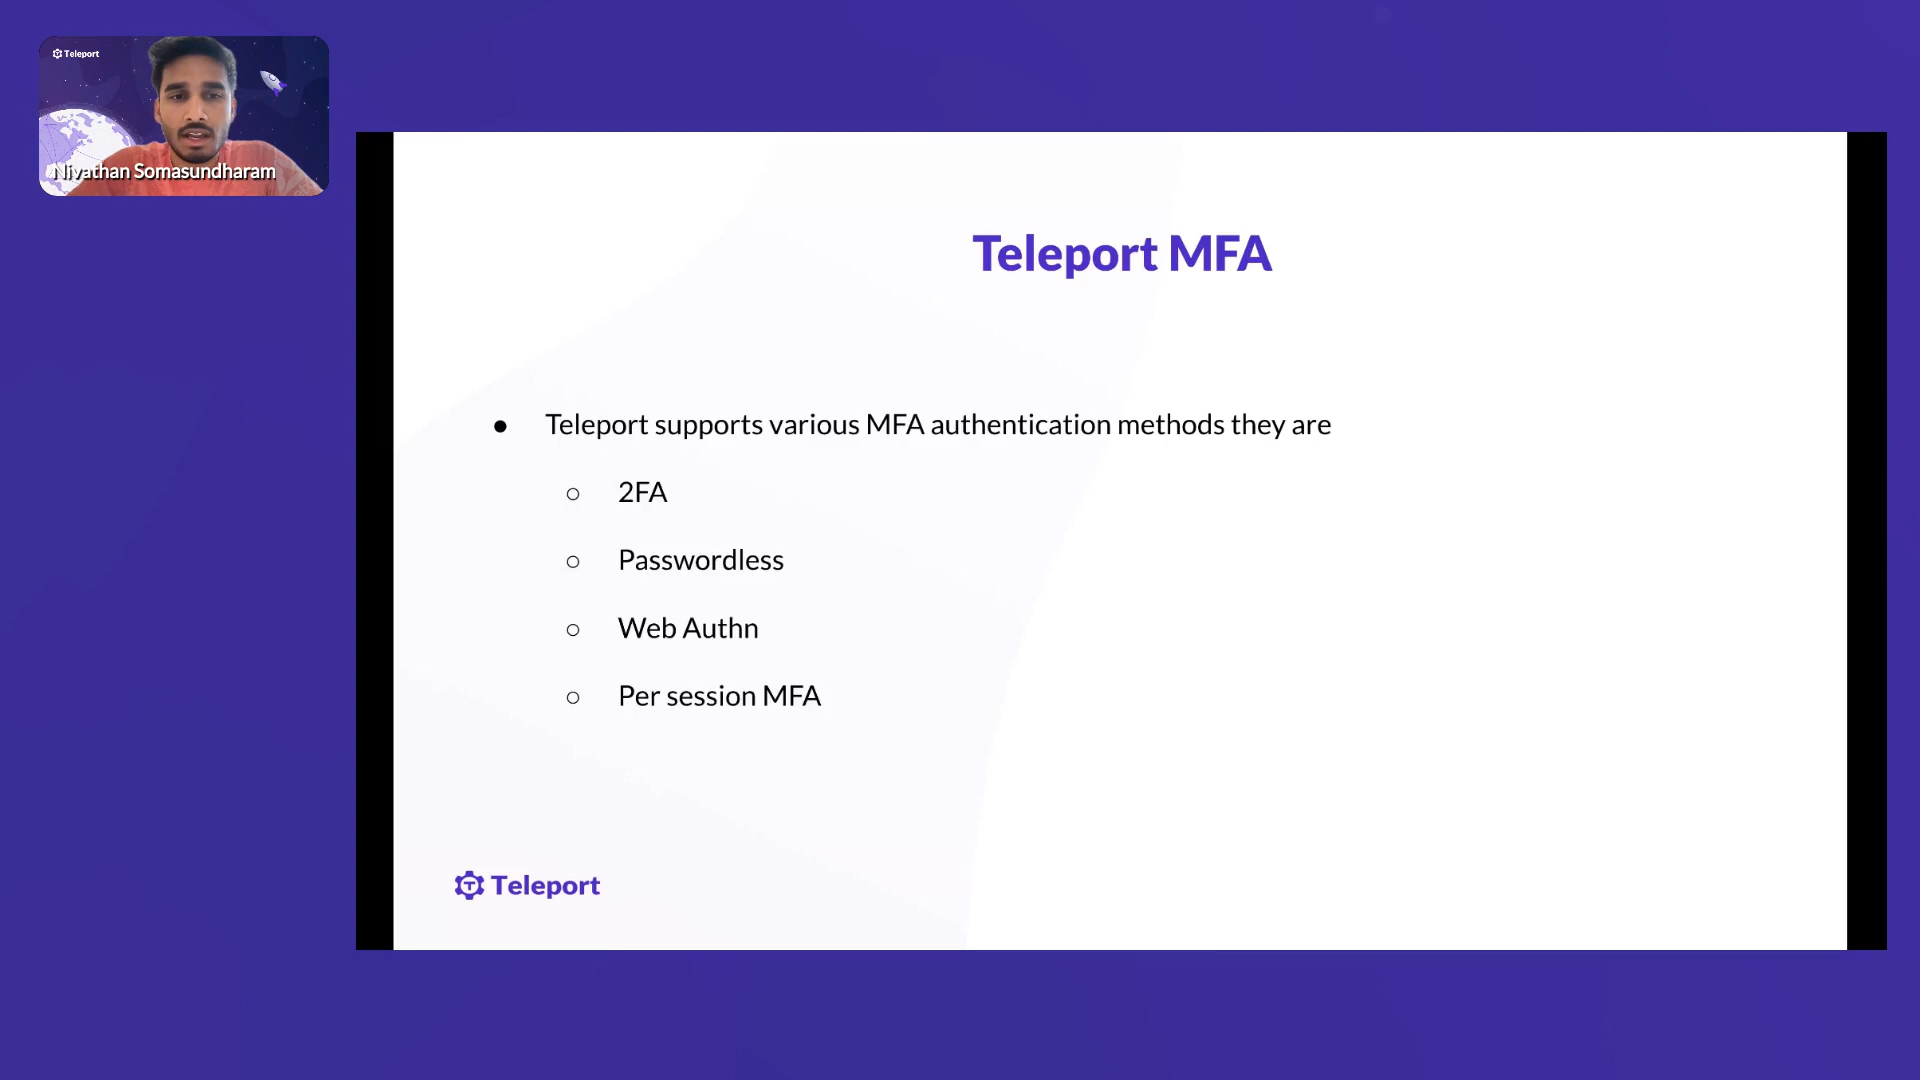 Teleport
Nivathan Somasundharam
Teleport MFA
● Teleport supports various MFA authentication methods they are
○ 2FA
○ Passwordless
○ Web Authn
○ Per session MFA
Teleport